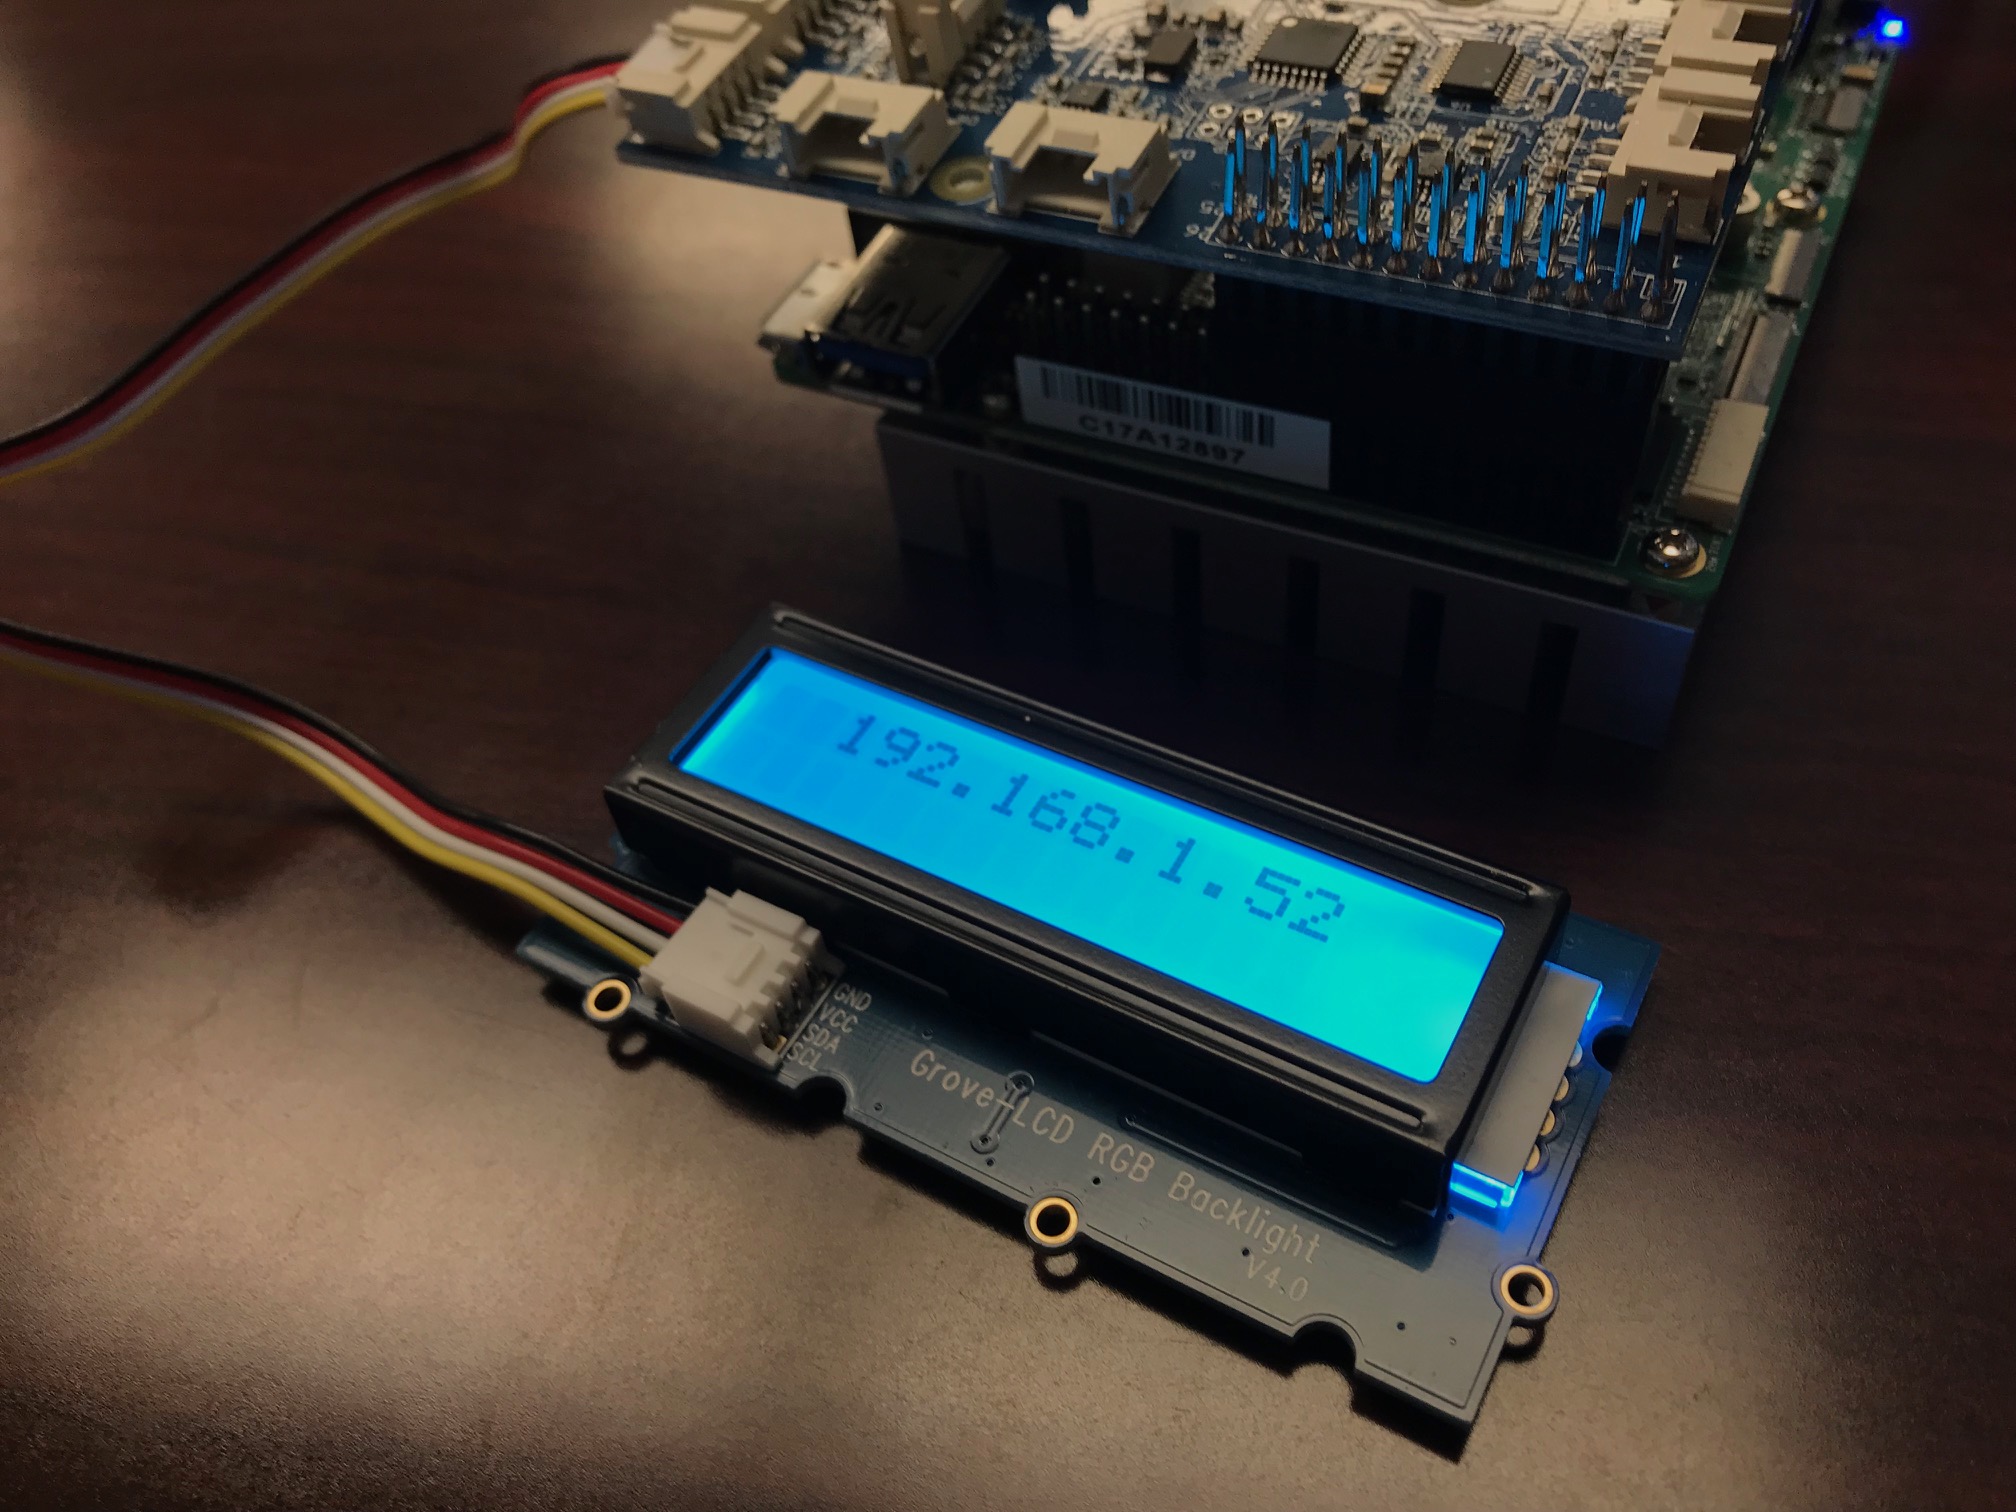 C17A12897
192.168.1.52
GND
VCC
SDA
SCL
Grove-LCD RGB Backlight
V4.0